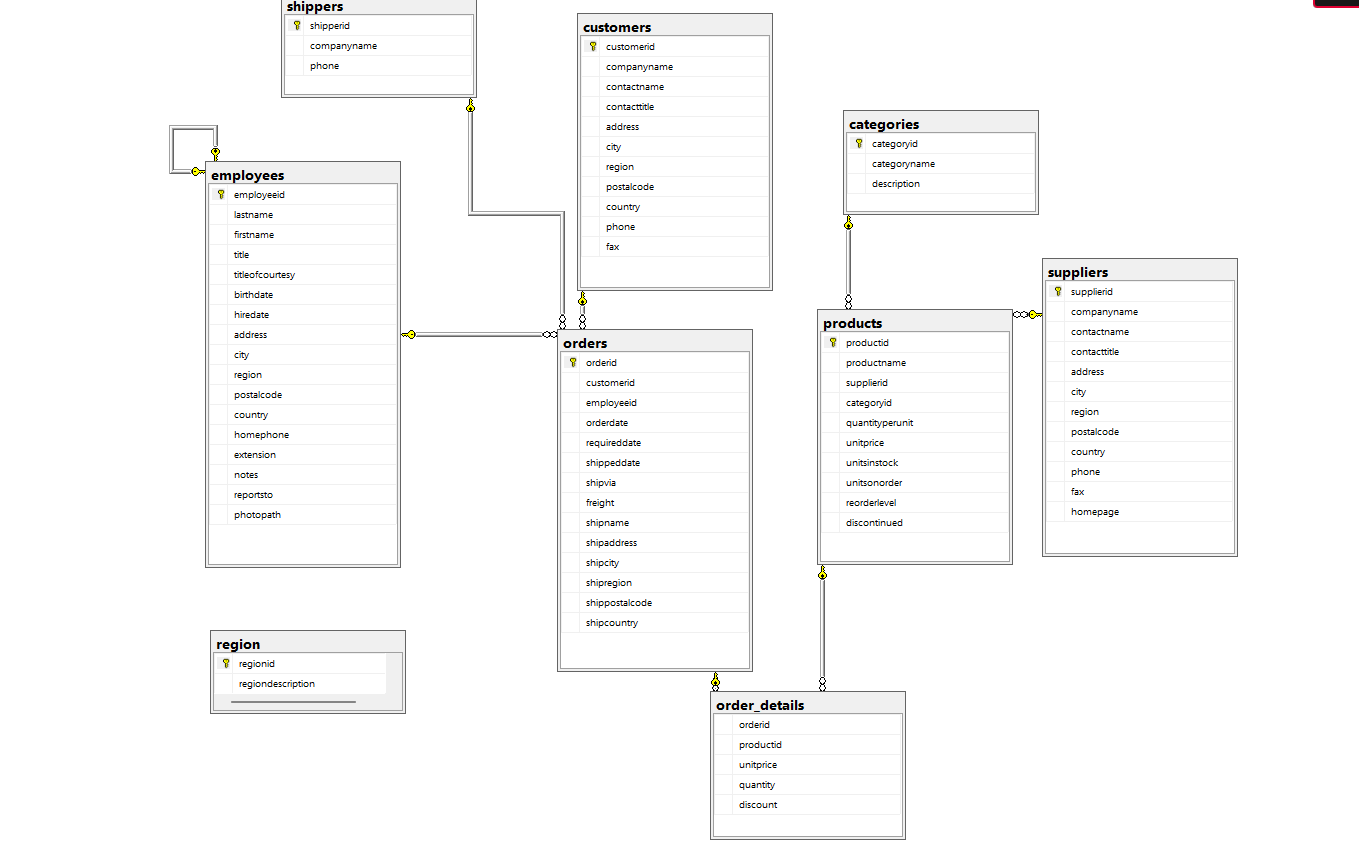 shippers
shipperid
companyname
phone
customers
customerid
companyname
contactname
contacttitle
address
city
region
postalcode
country
phone
fax
categories
categoryid
categoryname
description
employees
employeeid
lastname
firstname
title
titleofcourtesy
birthdate
hiredate
address
city
region
postalcode
country
homephone
extension
notes
reportsto
photopath
suppliers
supplierid
companyname
contactname
contacttitle
address
city
region
postalcode
country
phone
fax
homepage
products
productid
productname
supplierid
categoryid
quantityperunit
unitprice
unitsinstock
unitsonorder
reorderlevel
discontinued
orders
orderid
customerid
employeeid
orderdate
requireddate
shippeddate
shipvia
freight
shipname
shipaddress
shipcity
shipregion
shippostalcode
shipcountry
region
regionid
regiondescription
order_details
orderid
productid
unitprice
quantity
discount